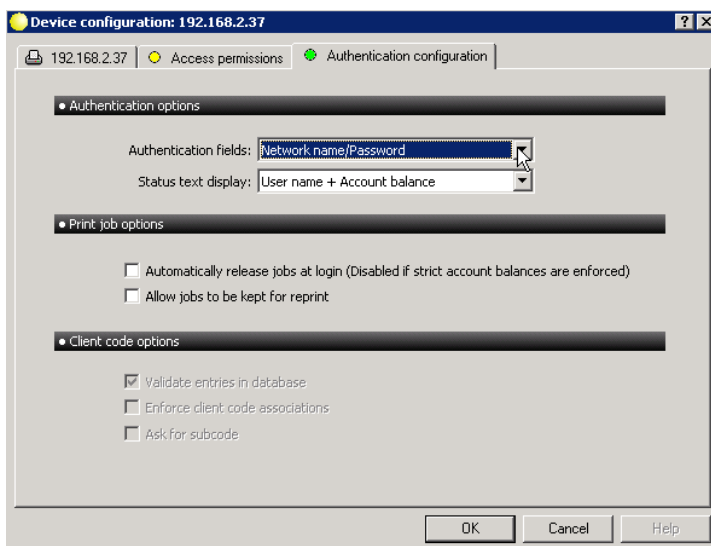 Device configuration: 192.168.2.37
192.168.2.37 Access permissions Authentication configuration
Authentication options
Authentication fields: Network name/Password
Status text display: User name + Account balance
Print job options
Automatically release jobs at login (Disabled if strict account balances are enforced)
Allow jobs to be kept for reprint
Client code options
Validate entries in database
Enforce client code associations
Ask for subcode
OK Cancel Help